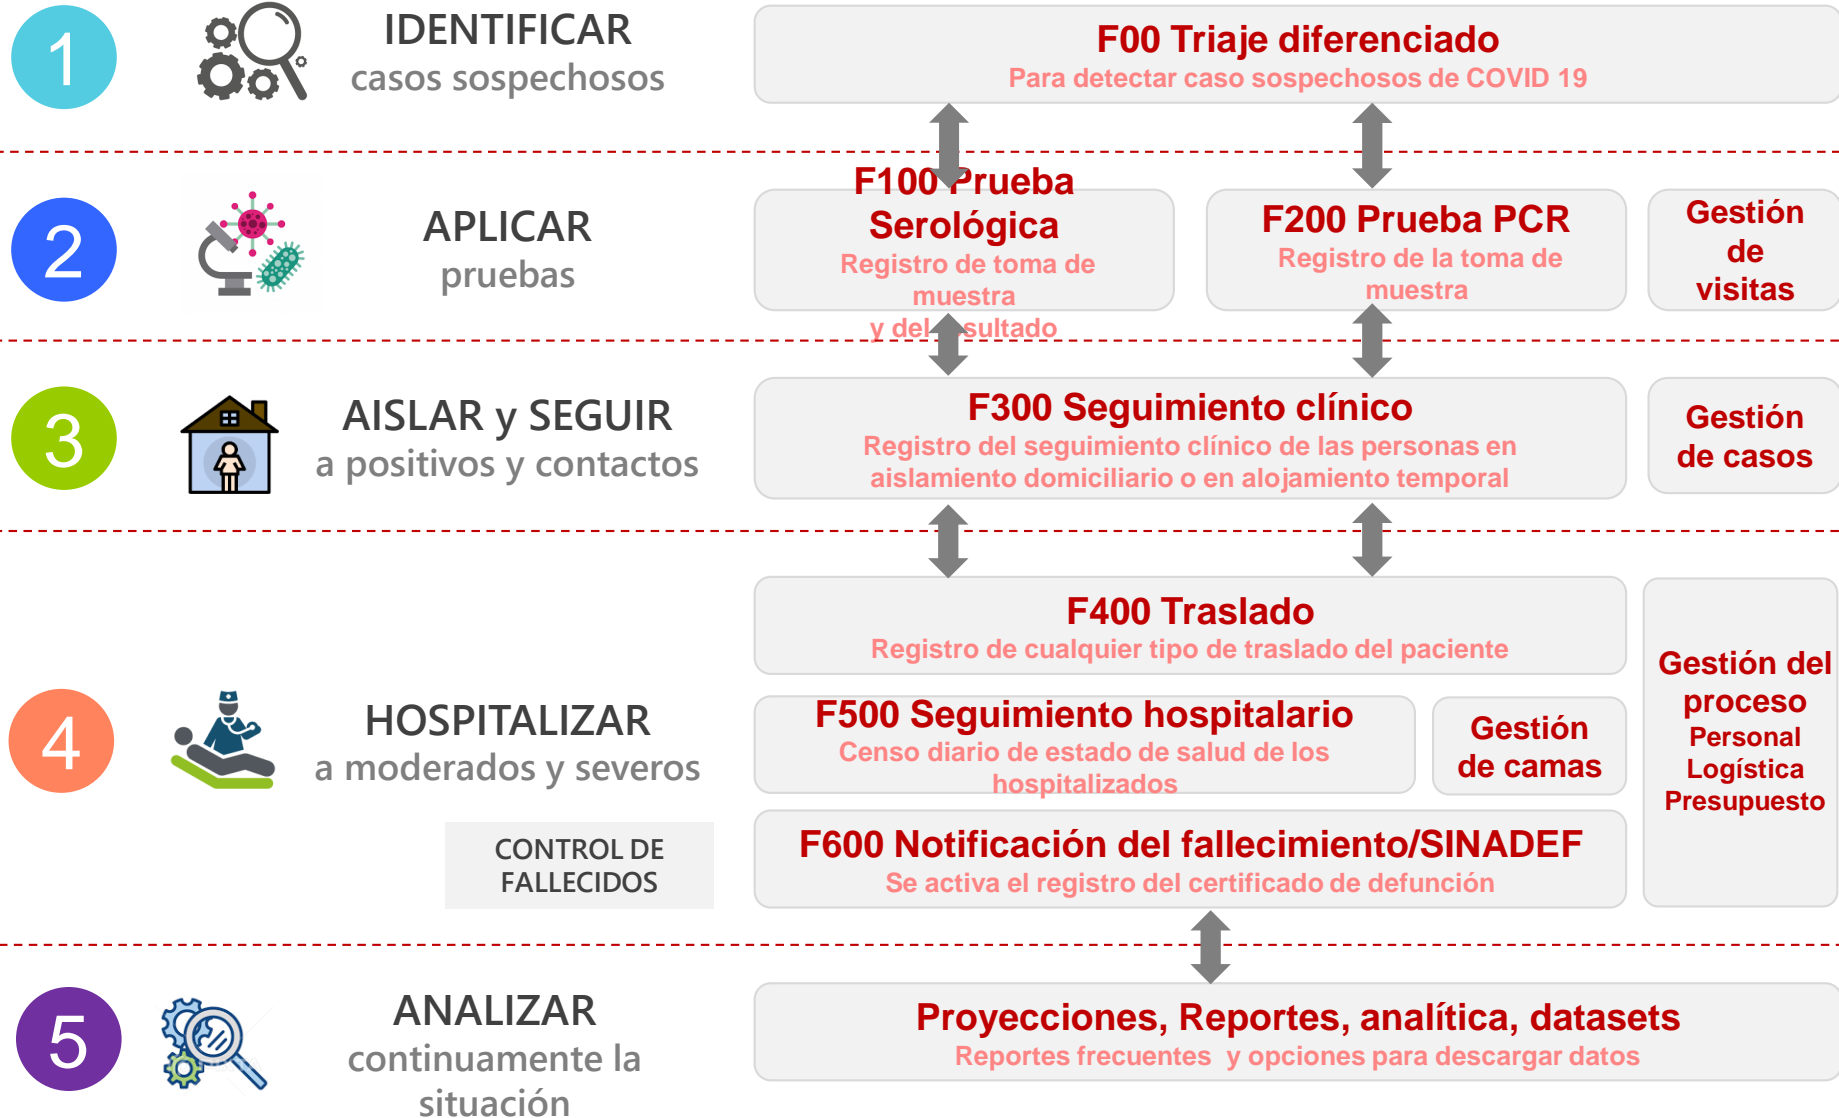 1
IDENTIFICAR
casos sospechosos
F00 Triaje diferenciado
Para detectar caso sospechosos de COVID 19
2
APLICAR
pruebas
F100 Prueba
Serológica
Registro de toma de
muestra
y del resultado
F200 Prueba PCR
Registro de la toma de
muestra
Gestión
de
visitas
3
AISLAR y SEGUIR
a positivos y contactos
F300 Seguimiento clínico
Registro del seguimiento clínico de las personas en
aislamiento domiciliario o en alojamiento temporal
Gestión
de casos
4
HOSPITALIZAR
a moderados y severos
F400 Traslado
Registro de cualquier tipo de traslado del paciente
F500 Seguimiento hospitalario
Censo diario de estado de salud de los
hospitalizados
Gestión
de camas
Gestión del
proceso
Personal
Logística
Presupuesto
CONTROL DE
FALLECIDOS
F600 Notificación del fallecimiento/SINADEF
Se activa el registro del certificado de defunción
5
ANALIZAR
continuamente la
situación
Proyecciones, Reportes, analítica, datasets
Reportes frecuentes y opciones para descargar datos